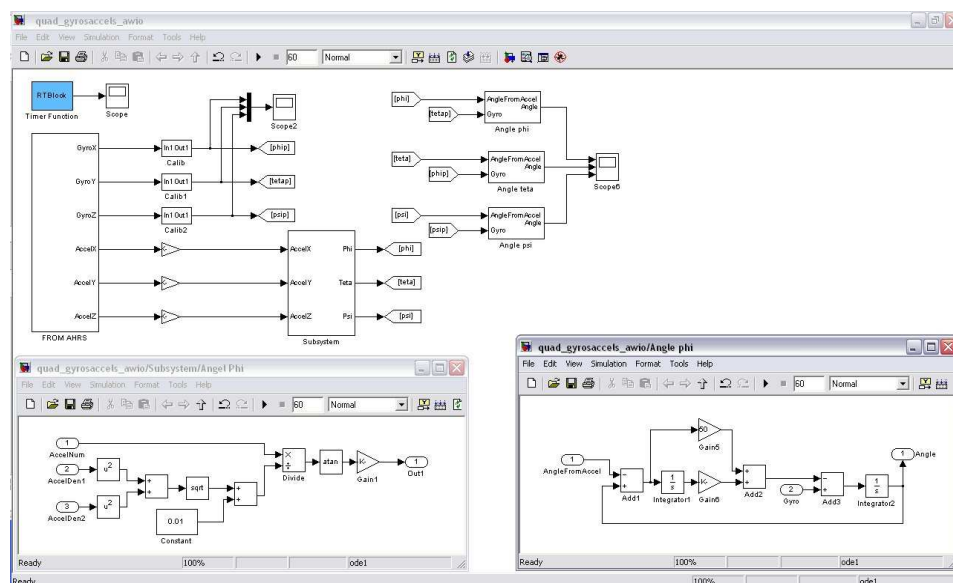 quad_gyrosaccels_awio
File Edit View Simulation Format Tools Help
60 Normal
RTBlock
Timer Function
Scope
Scope2
GyroX
In1 Out1
Calib
[phip]
GyroY
In1 Out1
Calib1
[tetap]
GyroZ
In1 Out1
Calib2
[psip]
AccelX
K-
AccelX
Phi
[phi]
AccelY
K-
AccelY
Teta
[teta]
AccelZ
K-
AccelZ
Psi
[psi]
FROM AHRS
Subsystem
[phi]
[tetap]
AngleFromAccel
Angle
Gyro
Angle phi
[teta]
[phip]
AngleFromAccel
Angle
Gyro
Angle teta
[psi]
[psip]
AngleFromAccel
Angle
Gyro
Angle psi
Scope6
quad_gyrosaccels_awio/Subsystem/Angel Phi
File Edit View Simulation Format Tools Help
60 Normal
1
AccelNum
2
AccelDen1
u²
3
AccelDen2
u²
+
+
sqrt
0.01
Constant
+
+
×
÷
Divide
atan
K-
Gain1
1
Out1
Ready 100% ode1
quad_gyrosaccels_awio/Angle phi
File Edit View Simulation Format Tools Help
60 Normal
1
AngleFromAccel
−
+
Add1
1
s
Integrator1
50
Gain5
K-
Gain6
+
+
Add2
2
Gyro
−
+
Add3
1
s
Integrator2
1
Angle
Ready 100% ode1
Ready 100% ode1